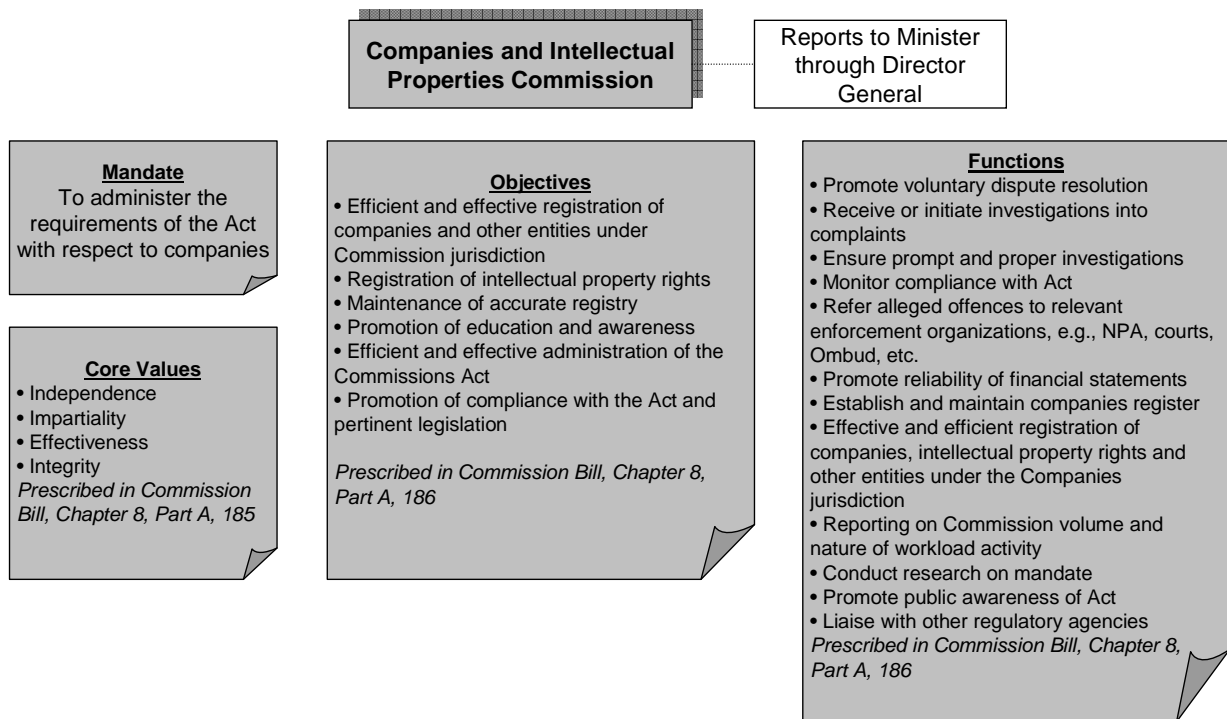 Companies and Intellectual
Properties Commission
Reports to Minister
through Director
General
Mandate
To administer the
requirements of the Act
with respect to companies
Core Values
• Independence
• Impartiality
• Effectiveness
• Integrity
Prescribed in Commission
Bill, Chapter 8, Part A, 185
Objectives
• Efficient and effective registration of
companies and other entities under
Commission jurisdiction
• Registration of intellectual property rights
• Maintenance of accurate registry
• Promotion of education and awareness
• Efficient and effective administration of the
Commissions Act
• Promotion of compliance with the Act and
pertinent legislation
Prescribed in Commission Bill, Chapter 8,
Part A, 186
Functions
• Promote voluntary dispute resolution
• Receive or initiate investigations into
complaints
• Ensure prompt and proper investigations
• Monitor compliance with Act
• Refer alleged offences to relevant
enforcement organizations, e.g., NPA, courts,
Ombud, etc.
• Promote reliability of financial statements
• Establish and maintain companies register
• Effective and efficient registration of
companies, intellectual property rights and
other entities under the Companies
jurisdiction
• Reporting on Commission volume and
nature of workload activity
• Conduct research on mandate
• Promote public awareness of Act
• Liaise with other regulatory agencies
Prescribed in Commission Bill, Chapter 8,
Part A, 186